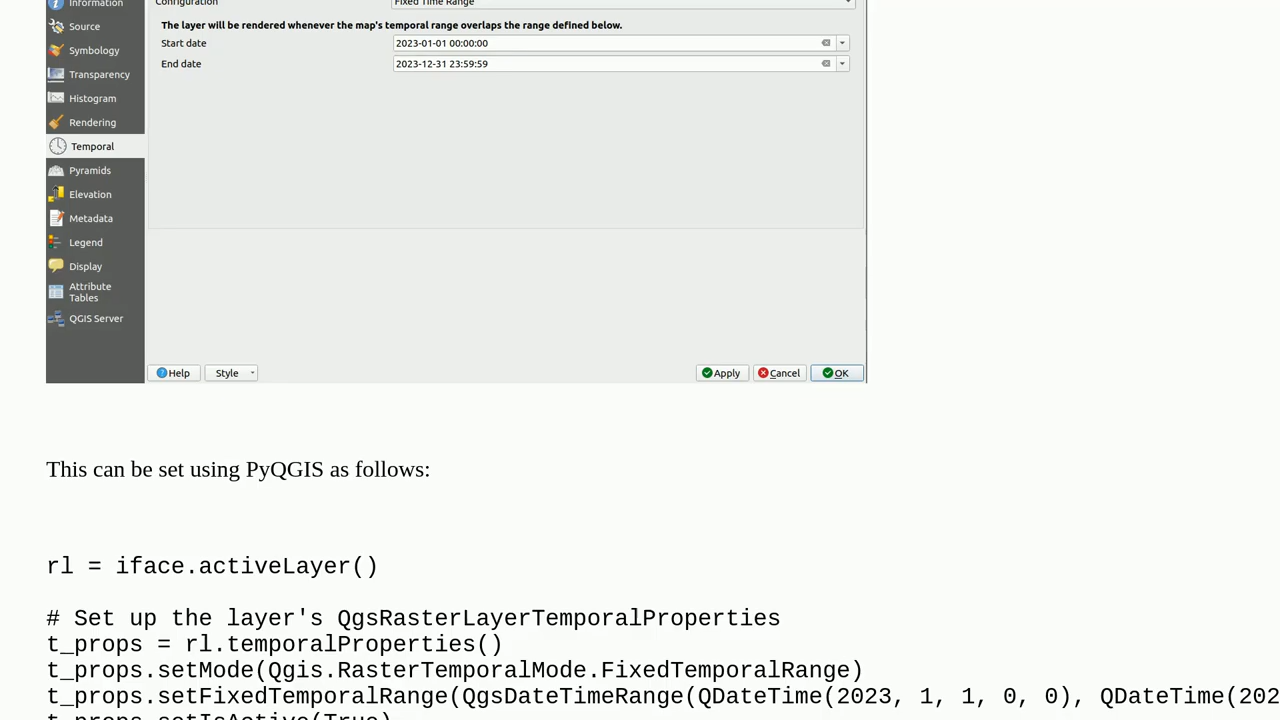 Information
Configuration
Fixed Time Range
Source
The layer will be rendered whenever the map's temporal range overlaps the range defined below.
Start date
2023-01-01 00:00:00
Symbology
End date
2023-12-31 23:59:59
Transparency
Histogram
Rendering
Temporal
Pyramids
Elevation
Metadata
Legend
Display
Attribute
Tables
QGIS Server
Help
Style
Apply
Cancel
OK
This can be set using PyQGIS as follows:
rl = iface.activeLayer()
# Set up the layer's QgsRasterLayerTemporalProperties
t_props = rl.temporalProperties()
t_props.setMode(Qgis.RasterTemporalMode.FixedTemporalRange)
t_props.setFixedTemporalRange(QgsDateTimeRange(QDateTime(2023, 1, 1, 0, 0), QDateTime(202
t_props.setIsActive(True)